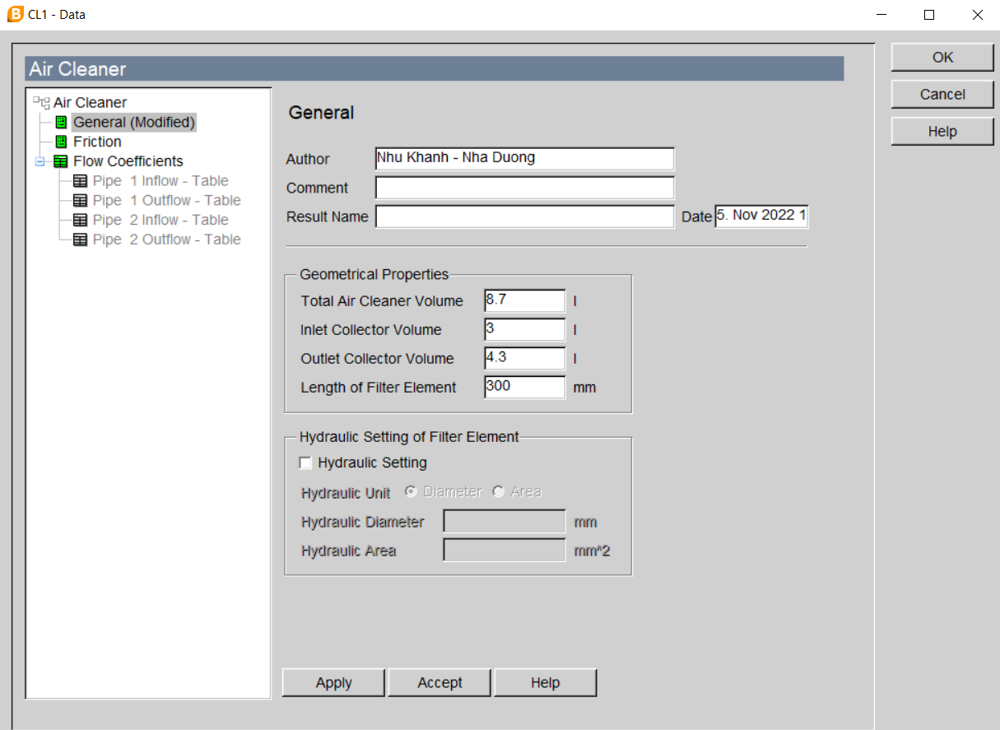 CL1 - Data
Air Cleaner
OK
Cancel
Help
Air Cleaner
General (Modified)
Friction
Flow Coefficients
Pipe 1 Inflow - Table
Pipe 1 Outflow - Table
Pipe 2 Inflow - Table
Pipe 2 Outflow - Table
General
Author Nhu Khanh - Nha Duong
Comment
Result Name Date 5. Nov 2022 1
Geometrical Properties
Total Air Cleaner Volume 8.7 l
Inlet Collector Volume 3 l
Outlet Collector Volume 4.3 l
Length of Filter Element 300 mm
Hydraulic Setting of Filter Element
Hydraulic Setting
Hydraulic Unit Diameter Area
Hydraulic Diameter mm
Hydraulic Area mm^2
Apply Accept Help